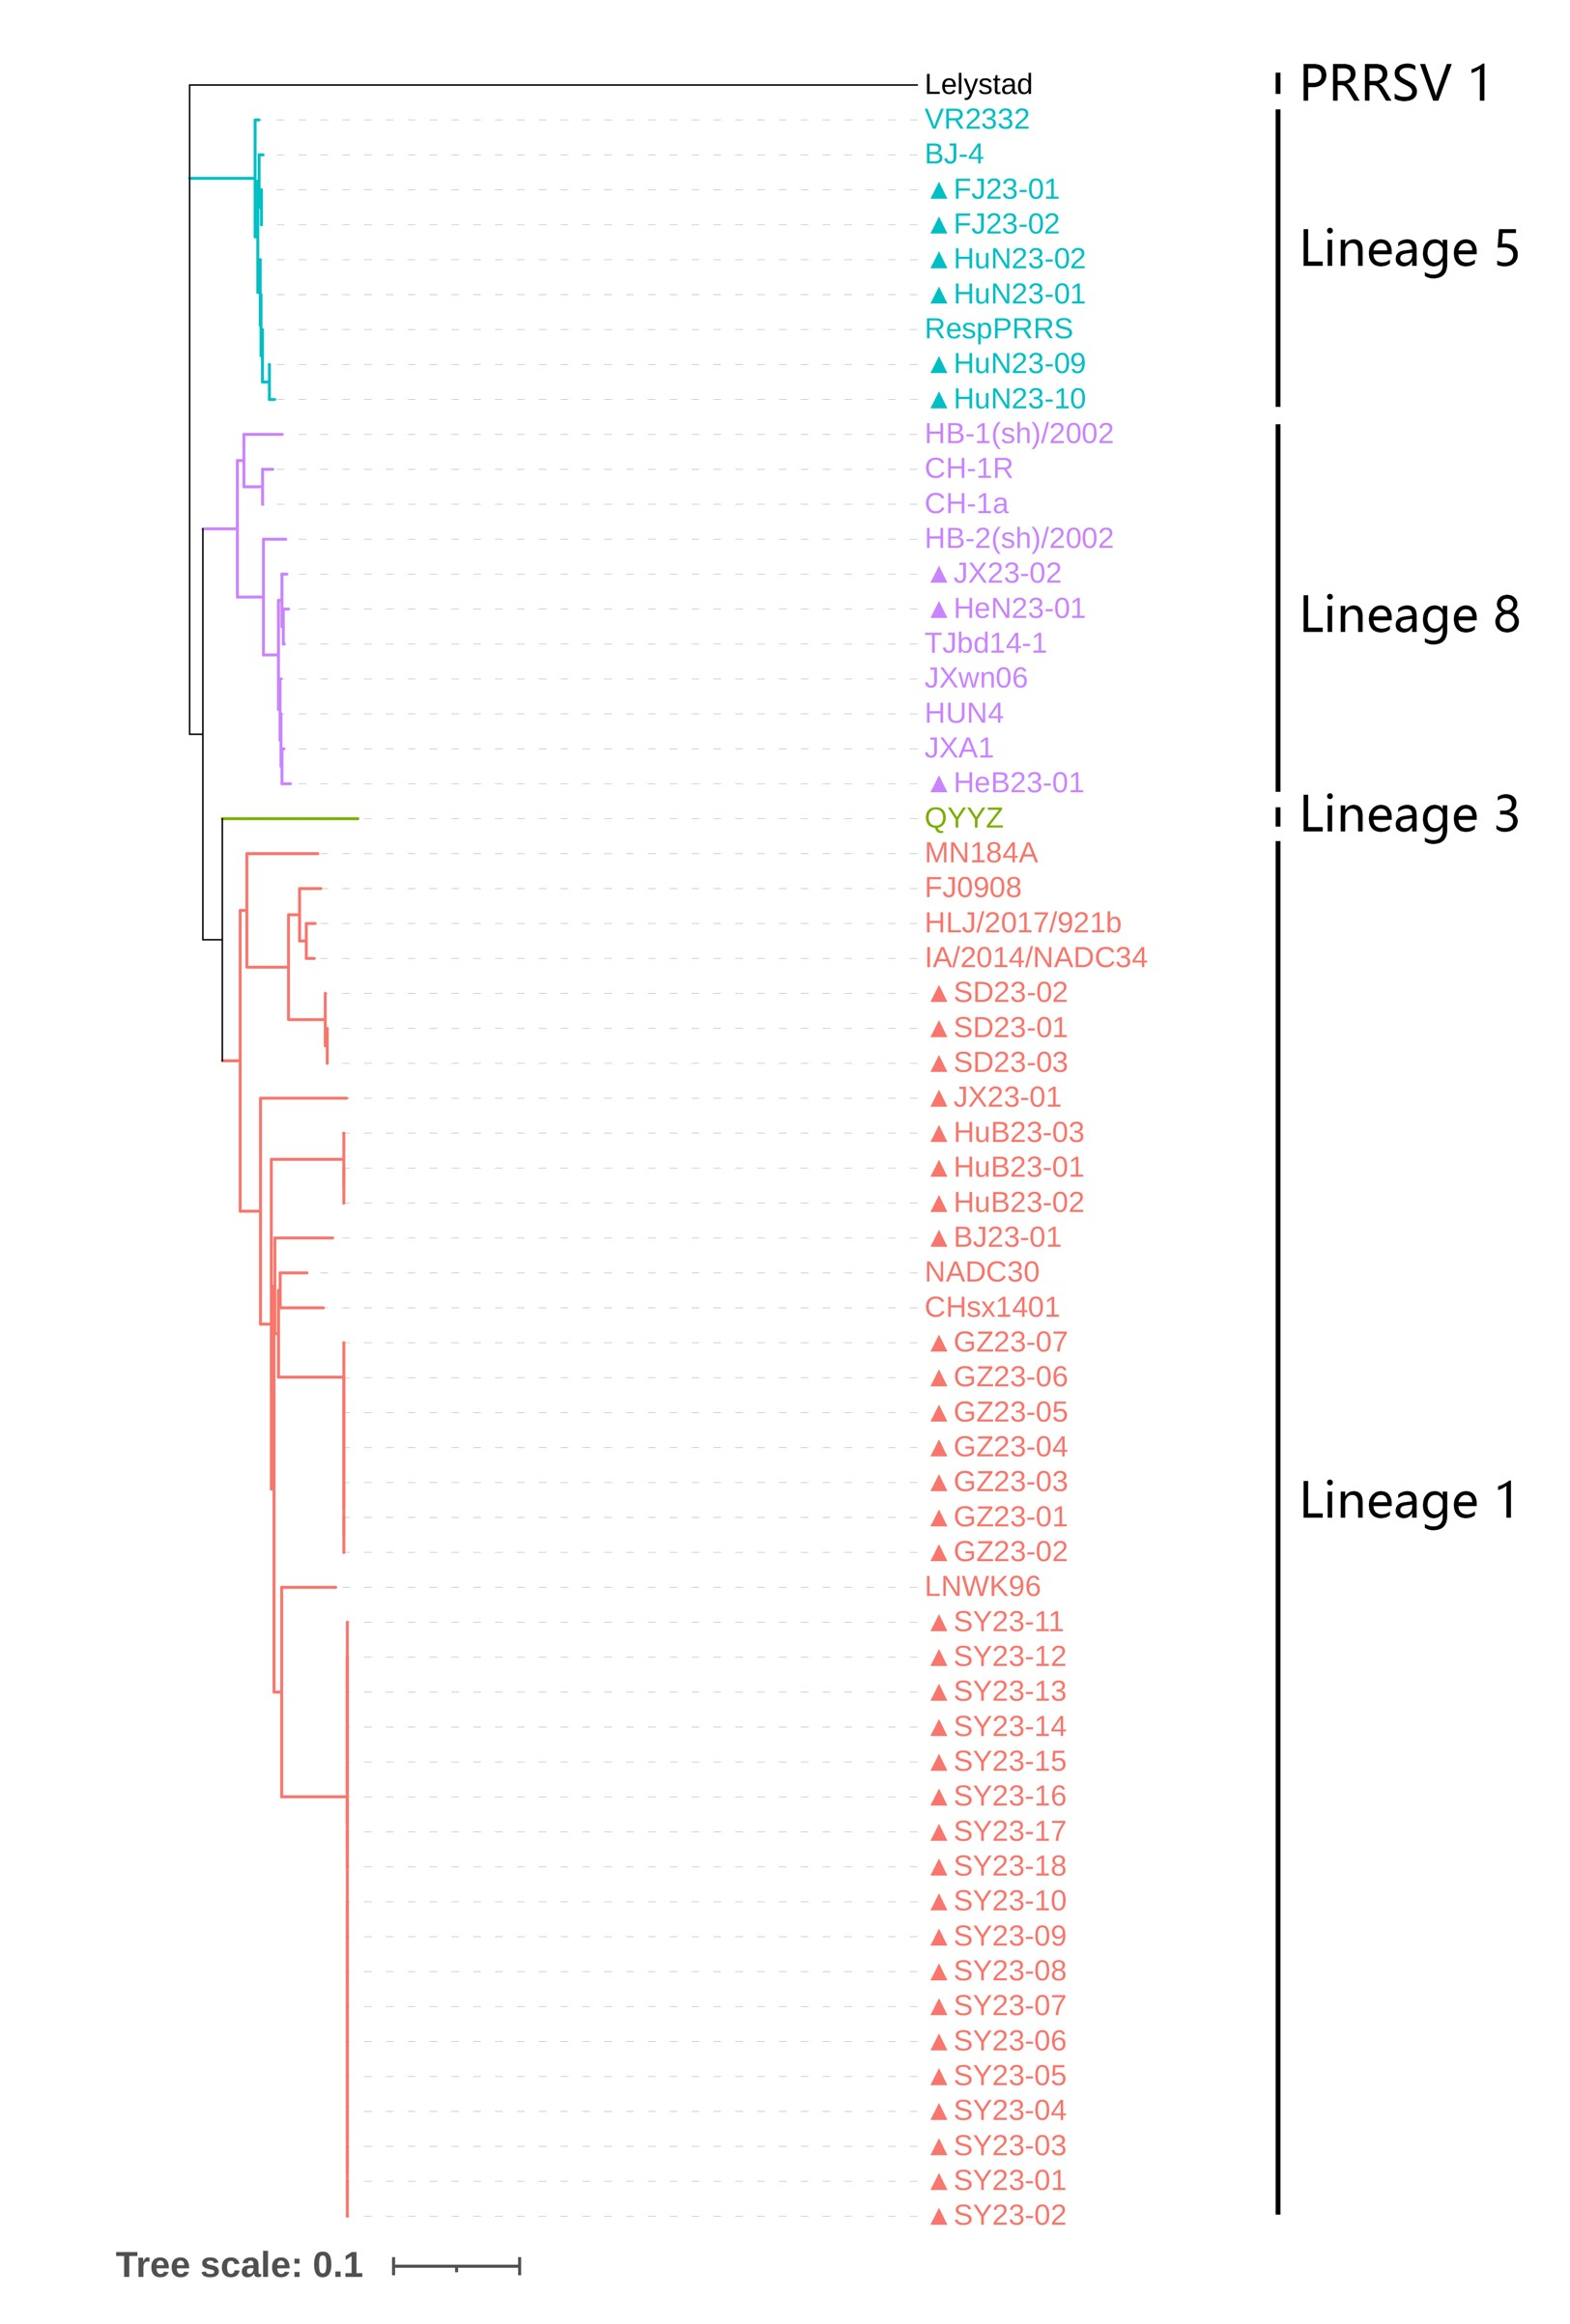 Lelystad
PRRSV 1
VR2332
BJ-4
▲FJ23-01
▲FJ23-02
Lineage 5
▲HuN23-02
▲HuN23-01
RespPRRS
▲HuN23-09
▲HuN23-10
HB-1(sh)/2002
CH-1R
CH-1a
HB-2(sh)/2002
▲JX23-02
▲HeN23-01
Lineage 8
TJbd14-1
JXwn06
HUN4
JXA1
▲HeB23-01
QYYZ
Lineage 3
MN184A
FJ0908
HLJ/2017/921b
IA/2014/NADC34
▲SD23-02
▲SD23-01
▲SD23-03
▲JX23-01
▲HuB23-03
▲HuB23-01
▲HuB23-02
▲BJ23-01
NADC30
CHsx1401
▲GZ23-07
▲GZ23-06
▲GZ23-05
▲GZ23-04
▲GZ23-03
Lineage 1
▲GZ23-01
▲GZ23-02
LNWK96
▲SY23-11
▲SY23-12
▲SY23-13
▲SY23-14
▲SY23-15
▲SY23-16
▲SY23-17
▲SY23-18
▲SY23-10
▲SY23-09
▲SY23-08
▲SY23-07
▲SY23-06
▲SY23-05
▲SY23-04
▲SY23-03
▲SY23-01
▲SY23-02
Tree scale: 0.1